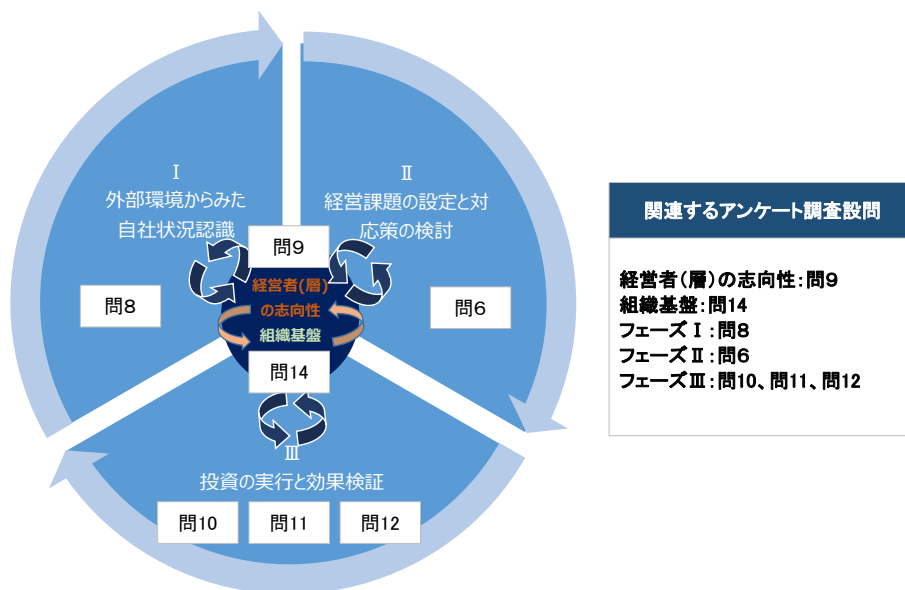 Ⅰ
外部環境からみた
自社状況認識
問8
Ⅱ
経営課題の設定と対
応策の検討
問6
問9
経営者(層)
の志向性
組織基盤
問14
Ⅲ
投資の実行と効果検証
問10
問11
問12
関連するアンケート調査設問
経営者(層)の志向性:問9
組織基盤:問14
フェーズⅠ:問8
フェーズⅡ:問6
フェーズⅢ:問10、問11、問12